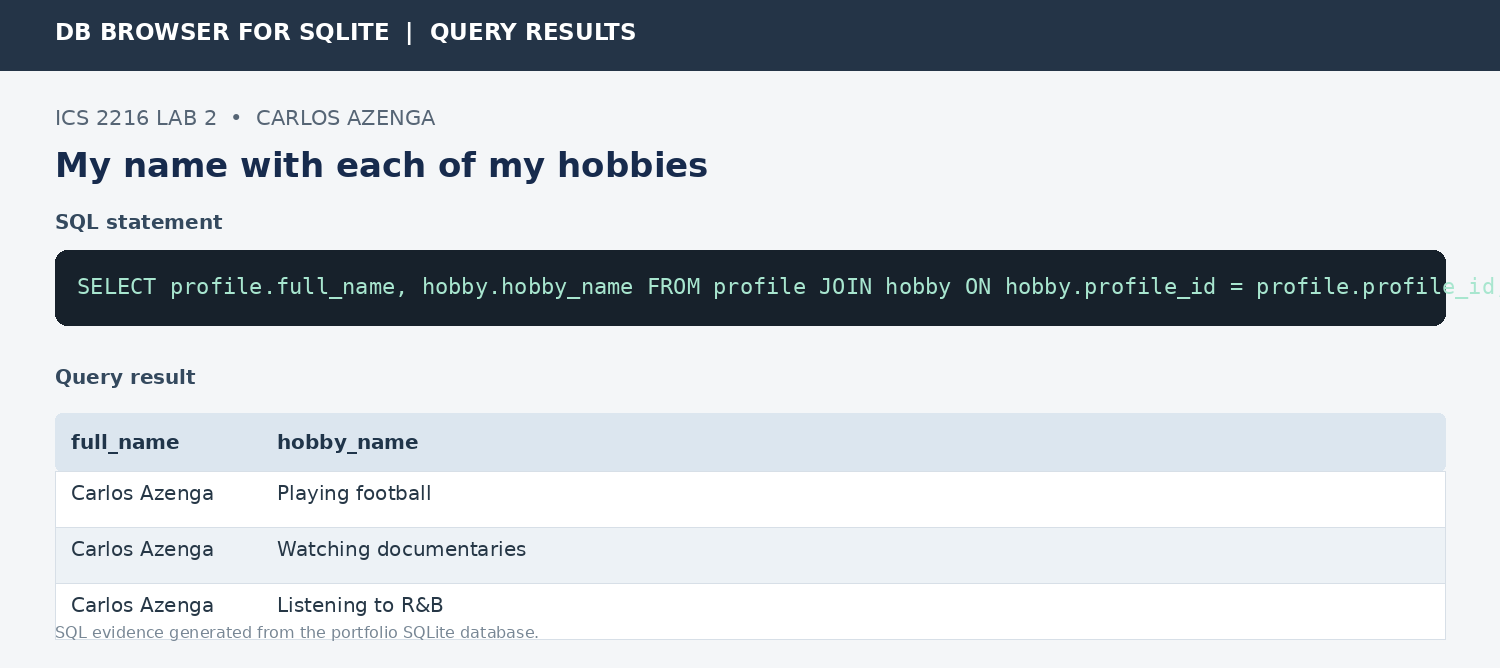 DB BROWSER FOR SQLITE | QUERY RESULTS
ICS 2216 LAB 2 • CARLOS AZENGA
My name with each of my hobbies
SQL statement
SELECT profile.full_name, hobby.hobby_name FROM profile JOIN hobby ON hobby.profile_id = profile.profile_id
Query result
full_name hobby_name
Carlos Azenga Playing football
Carlos Azenga Watching documentaries
Carlos Azenga Listening to R&B
SQL evidence generated from the portfolio SQLite database.